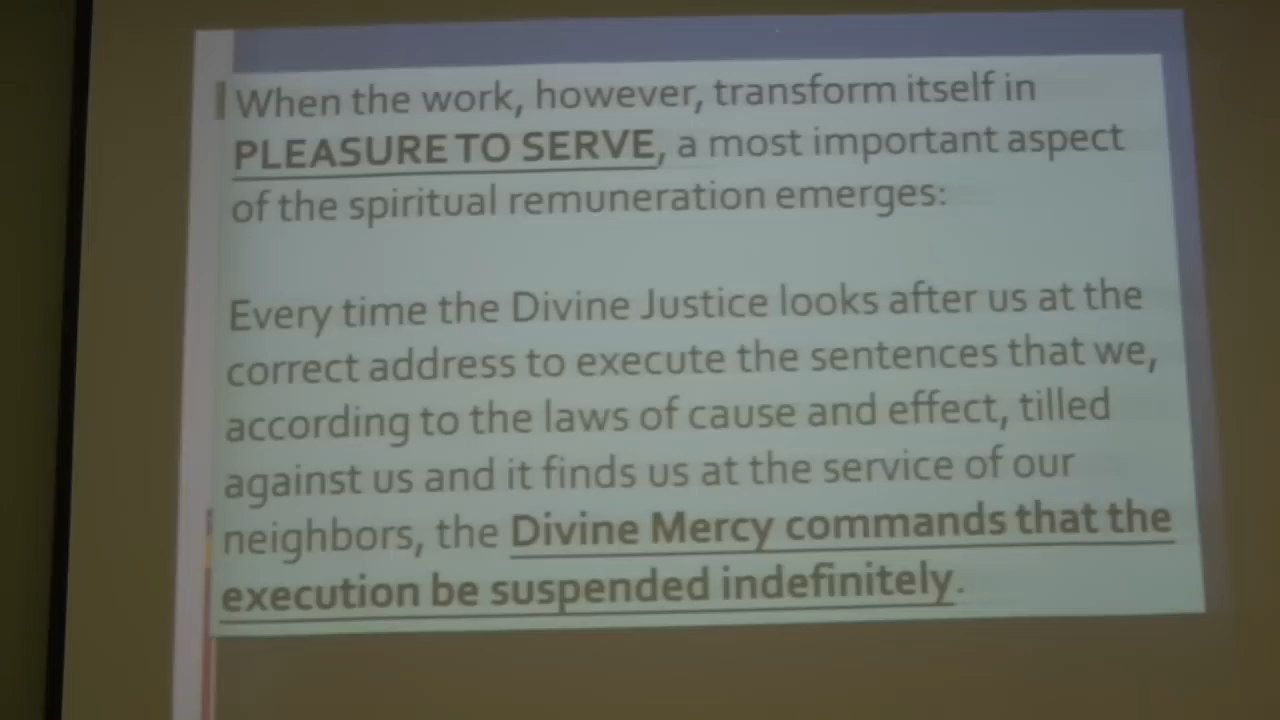 When the work, however, transform itself in
PLEASURE TO SERVE, a most important aspect
of the spiritual remuneration emerges:
Every time the Divine Justice looks after us at the
correct address to execute the sentences that we,
according to the laws of cause and effect, tilled
against us and it finds us at the service of our
neighbors, the Divine Mercy commands that the
execution be suspended indefinitely.